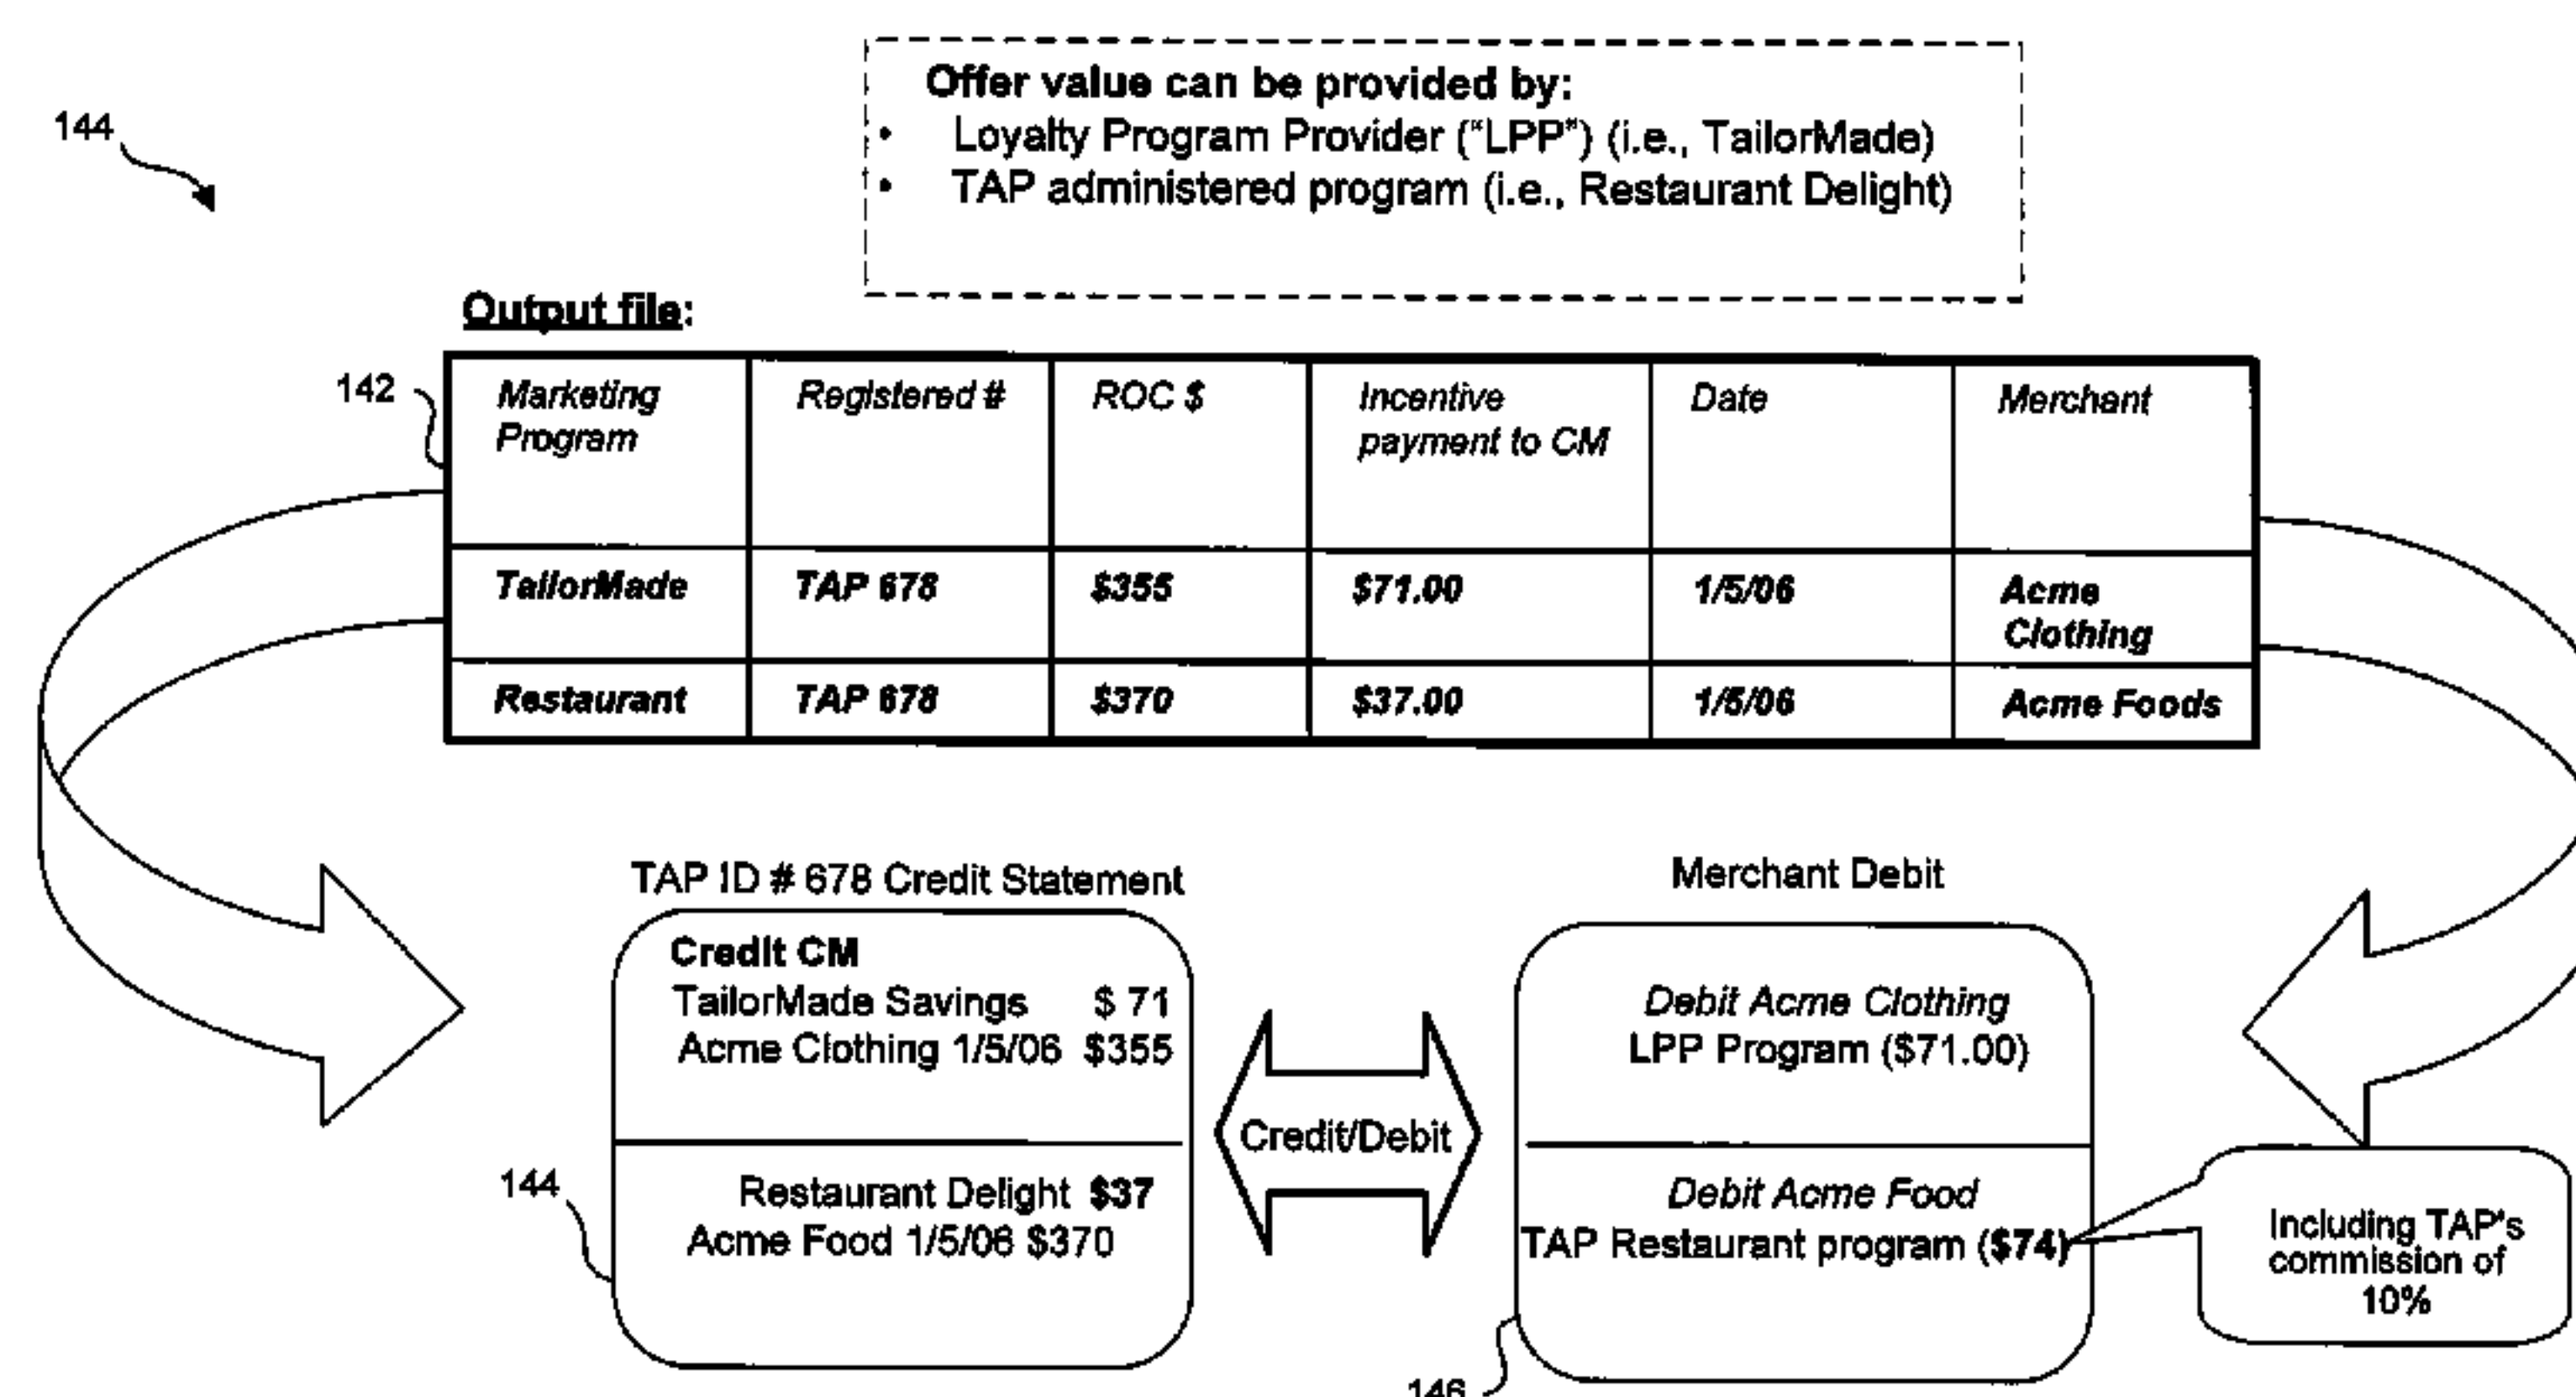 144
Offer value can be provided by:
• Loyalty Program Provider ("LPP") (i.e., TailorMade)
• TAP administered program (i.e., Restaurant Delight)
Output file:
142
Marketing Program
Registered #
ROC $
Incentive payment to CM
Date
Merchant
TailorMade
TAP 678
$355
$71.00
1/5/06
Acme Clothing
Restaurant
TAP 678
$370
$37.00
1/5/06
Acme Foods
TAP ID # 678 Credit Statement
Credit CM
TailorMade Savings $ 71
Acme Clothing 1/5/06 $355
144
Restaurant Delight $37
Acme Food 1/5/06 $370
Credit/Debit
Merchant Debit
Debit Acme Clothing
LPP Program ($71.00)
Debit Acme Food
TAP Restaurant program ($74)
146
Including TAP's
commission of
10%